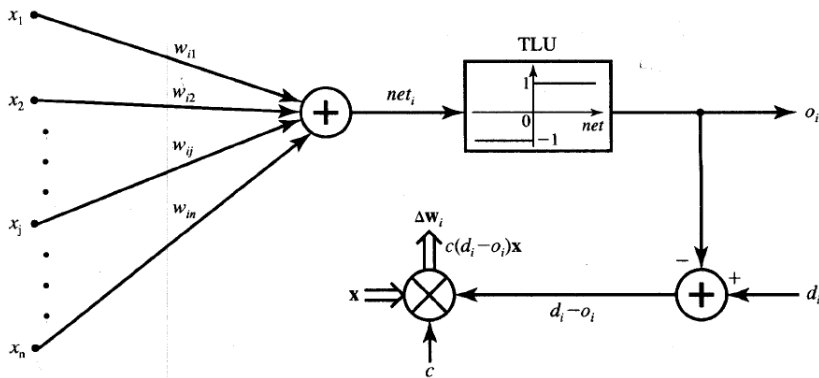 x₁
wᵢ₁
TLU
x₂
wᵢ₂
netᵢ
1
0
net
−1
oᵢ
wᵢⱼ
wᵢₙ
xⱼ
Δwᵢ
c(dᵢ−oᵢ)x
−
+
x
dᵢ−oᵢ
dᵢ
xₙ
c